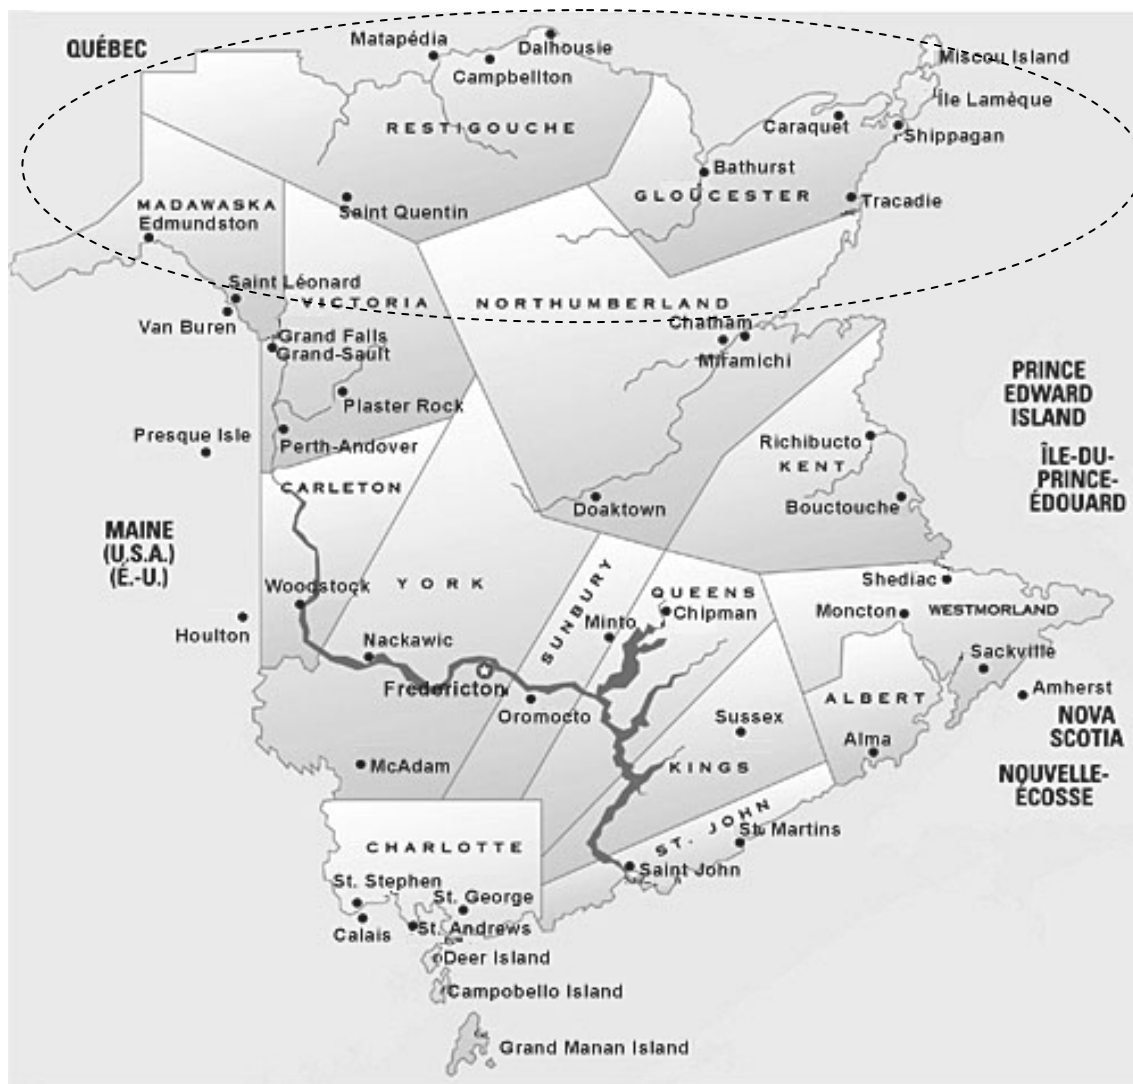 QUÉBEC
Matapédia
Dalhousie
Campbellton
Miscou Island
Île Lamèque
RESTIGOUCHE
Caraquet
Shippagan
Bathurst
GLOUCESTER
Tracadie
MADAWASKA
Edmundston
Saint Quentin
Saint Léonard
VICTORIA
NORTHUMBERLAND
Van Buren
Chatham
Grand Falls
Grand-Sault
Miramichi
PRINCE
EDWARD
ISLAND
Plaster Rock
Presque Isle
Perth-Andover
Richibucto
KENT
ÎLE-DU-
PRINCE-
ÉDOUARD
CARLETON
Doaktown
Bouctouche
MAINE
(U.S.A.)
(É.-U.)
Woodstock
YORK
SUNBURY
QUEENS
Shediac
Chipman
Moncton
WESTMORLAND
Minto
Houlton
Nackawic
Sackville
Fredericton
Amherst
ALBERT
Oromocto
Sussex
NOVA
SCOTIA
Alma
McAdam
KINGS
NOUVELLE-
ÉCOSSE
ST. JOHN
St. Martins
CHARLOTTE
Saint John
St. Stephen
St. George
Calais
St. Andrews
Deer Island
Campobello Island
Grand Manan Island